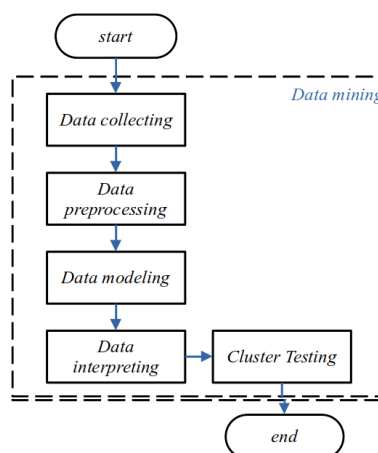 start
Data mining
Data collecting
Data
preprocessing
Data modeling
Data
interpreting
Cluster Testing
end